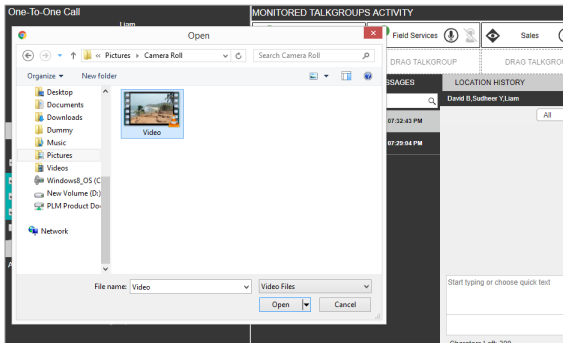 One-To-One Call
Liam
MONITORED TALKGROUPS ACTIVITY
Open
Field Services
Sales
« Pictures › Camera Roll
Search Camera Roll
DRAG TALKGROUP
DRAG TALKGRO
Organize
New folder
SSAGES
LOCATION HISTORY
Desktop
Documents
Downloads
Dummy
Music
Pictures
Videos
Windows8_OS (C
New Volume (D:)
PLM Product Do
Network
Video
David B,Sudheer Y,Liam
All
07:32:43 PM
07:29:04 PM
Start typing or choose quick text
File name:
Video
Video Files
Open
Cancel
Characters Left: 300